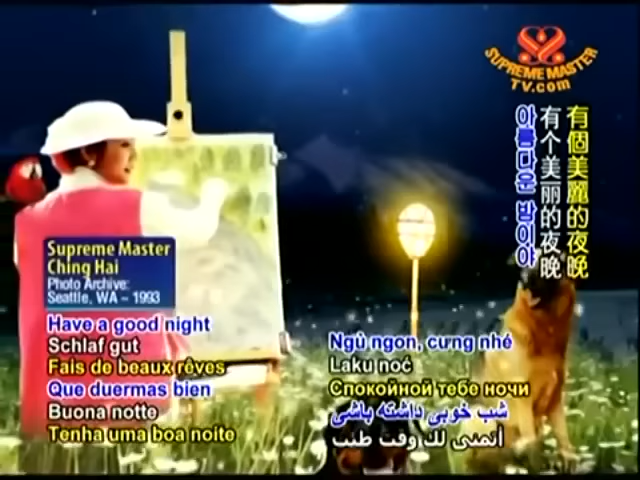 SUPREME MASTER
TV.com
有個美麗的夜晚
有个美丽的夜晚
아름다운 밤이야
Supreme Master
Ching Hai
Photo Archive:
Seattle, WA - 1993
Have a good night
Schlaf gut
Fais de beaux rêves
Que duermas bien
Buona notte
Tenha uma boa noite
Ngủ ngon, cưng nhé
Laku noć
Спокойной тебе ночи
شب خوبی داشته باشی
أتمنى لك وقت طيب